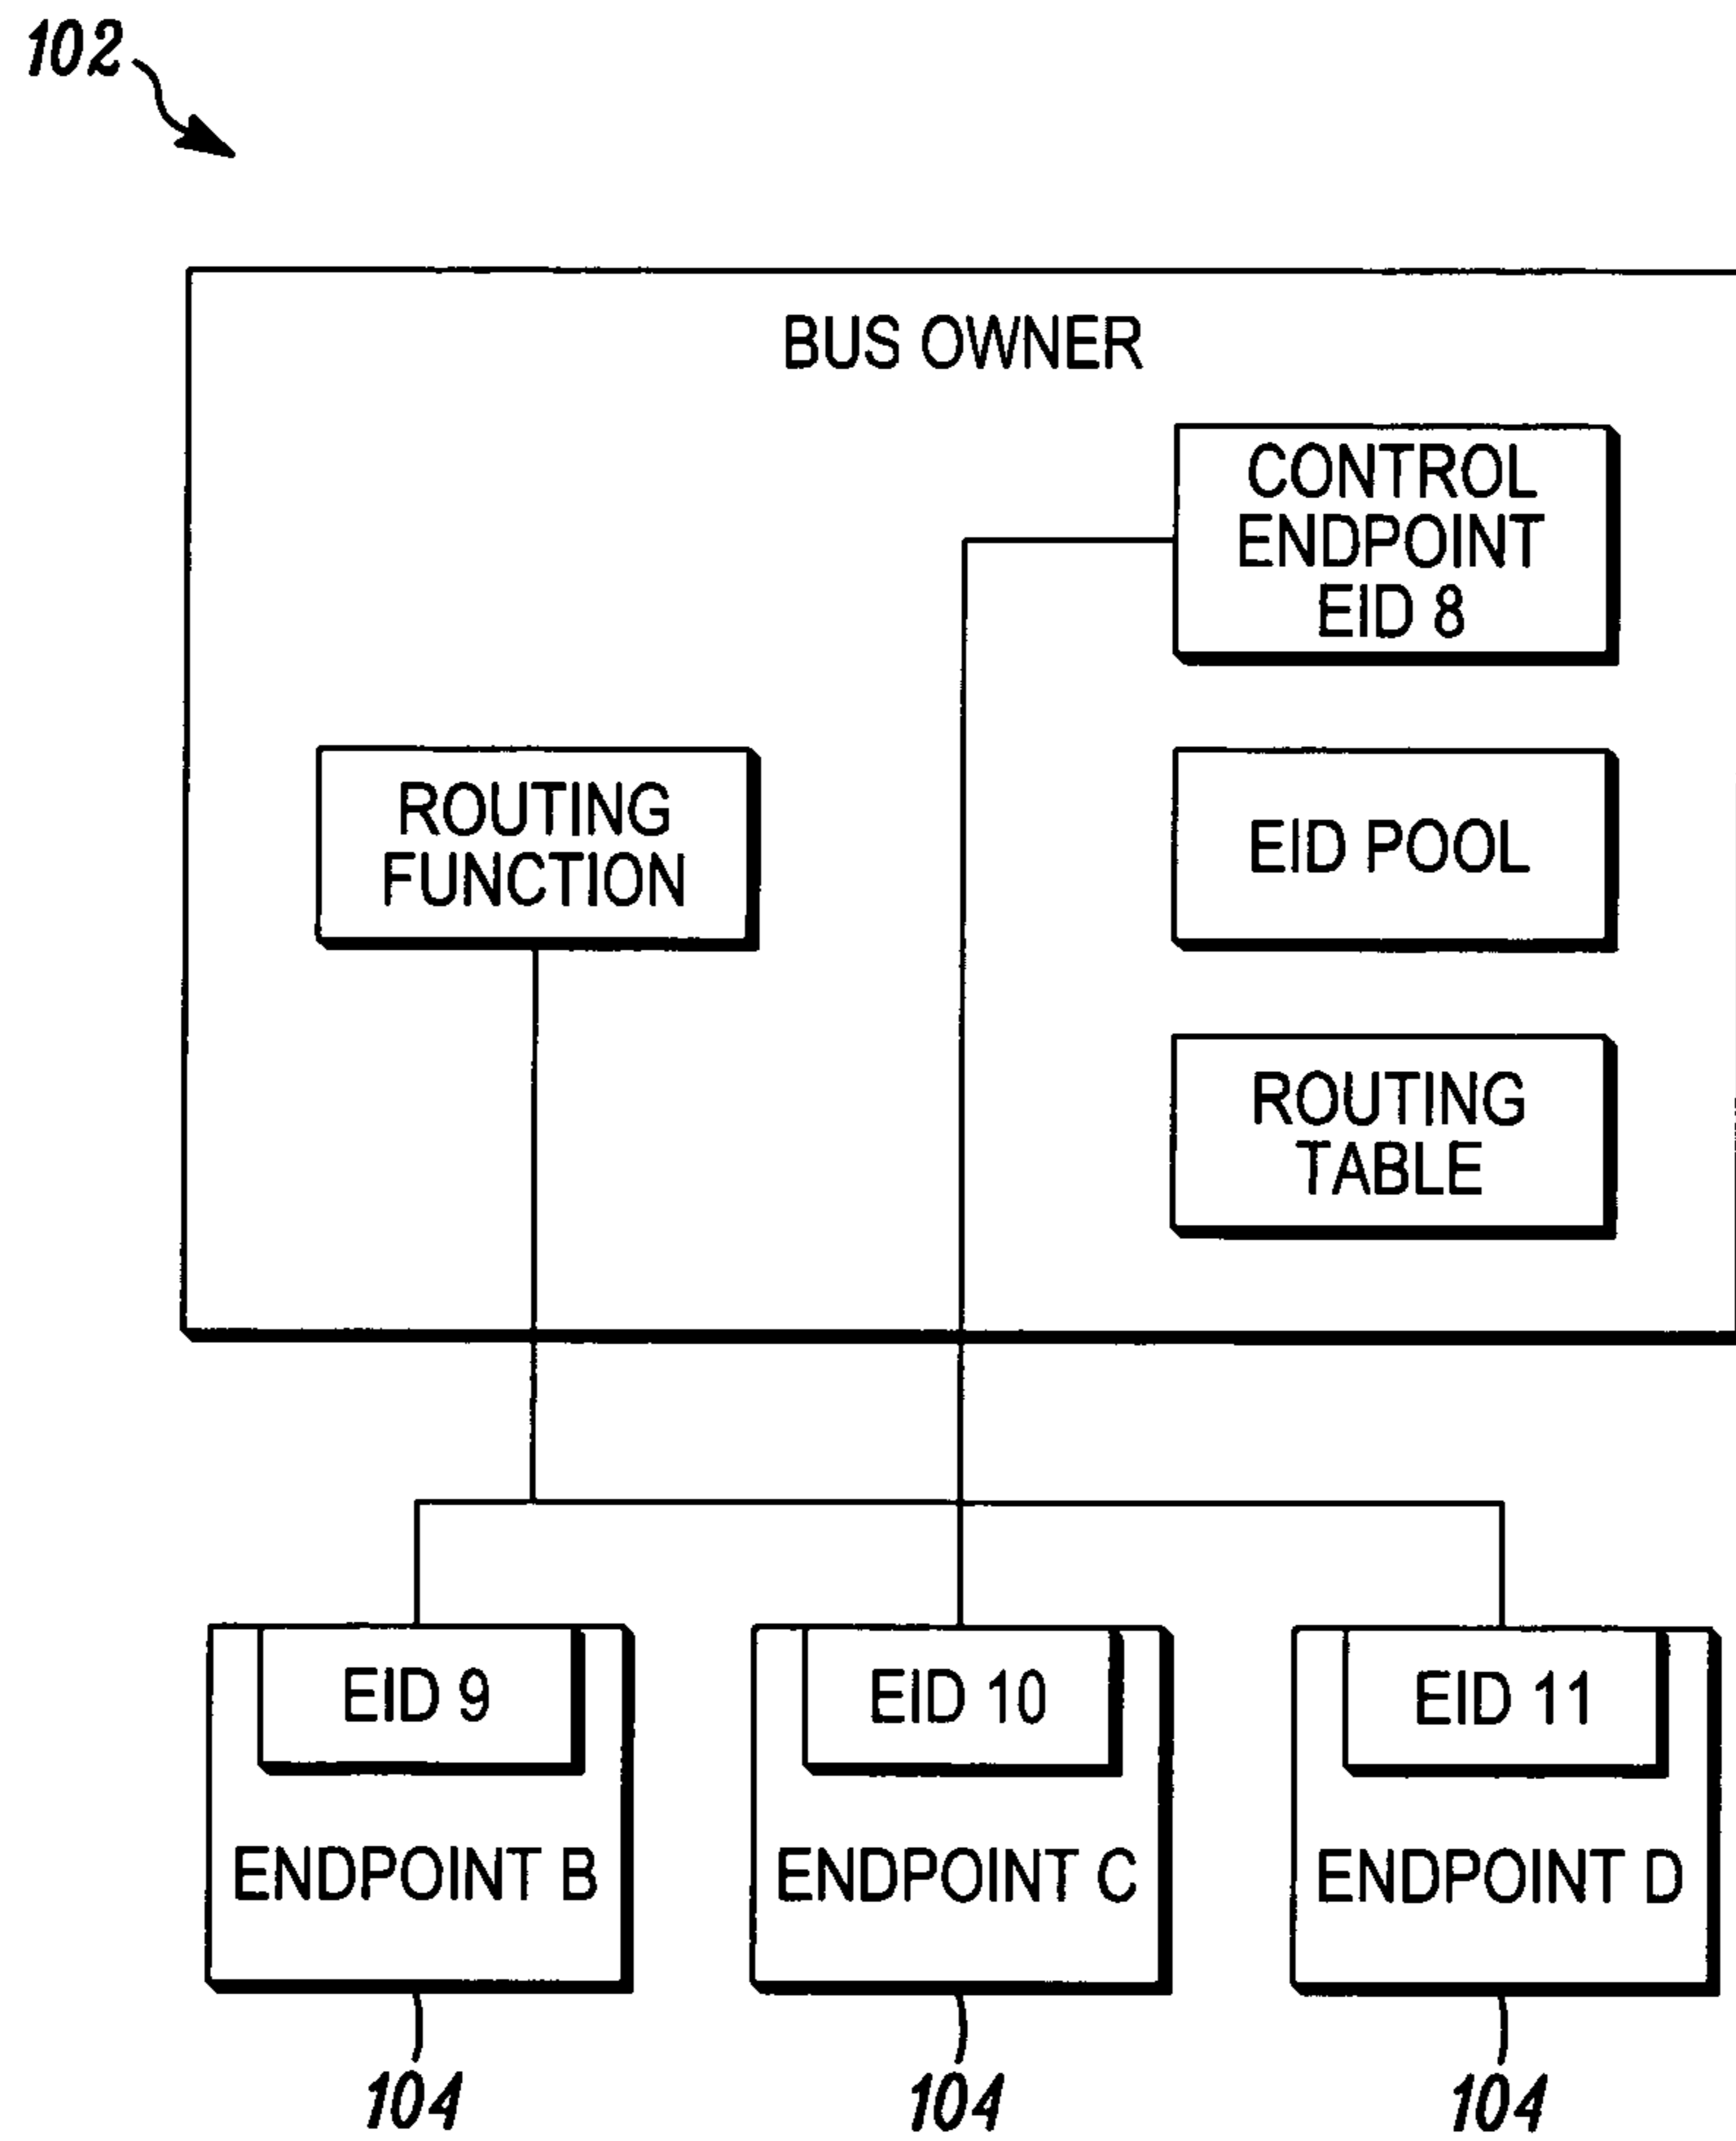 102
BUS OWNER
CONTROL
ENDPOINT
EID 8
ROUTING
FUNCTION
EID POOL
ROUTING
TABLE
EID 9
EID 10
EID 11
ENDPOINT B
ENDPOINT C
ENDPOINT D
104
104
104